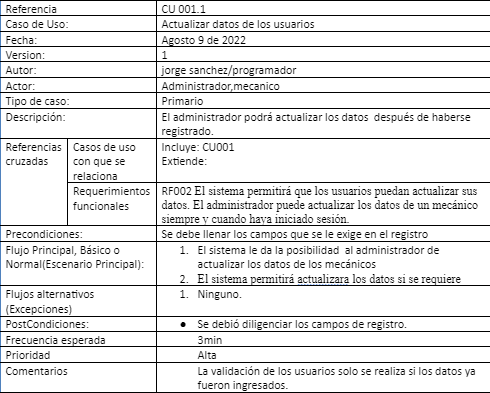 Referencia CU 001.1
Caso de Uso: Actualizar datos de los usuarios
Fecha: Agosto 9 de 2022
Version: 1
Autor: jorge sanchez/programador
Actor: Administrador,mecanico
Tipo de caso: Primario
Descripción: El administrador podrá actualizar los datos después de haberse
registrado.
Referencias
cruzadas
Casos de uso
con que se
relaciona
Incluye: CU001
Extiende:
Requerimientos
funcionales
RF002 El sistema permitirá que los usuarios puedan actualizar sus
datos. El administrador puede actualizar los datos de un mecánico
siempre y cuando haya iniciado sesión.
Precondiciones: Se debe llenar los campos que se le exige en el registro
Flujo Principal, Básico o
Normal(Escenario Principal):
1. El sistema le da la posibilidad al administrador de
actualizar los datos de los mecánicos
2. El sistema permitirá actualizara los datos si se requiere
Flujos alternativos
(Excepciones)
1. Ninguno.
PostCondiciones: ● Se debió diligenciar los campos de registro.
Frecuencia esperada 3min
Prioridad Alta
Comentarios La validación de los usuarios solo se realiza si los datos ya
fueron ingresados.